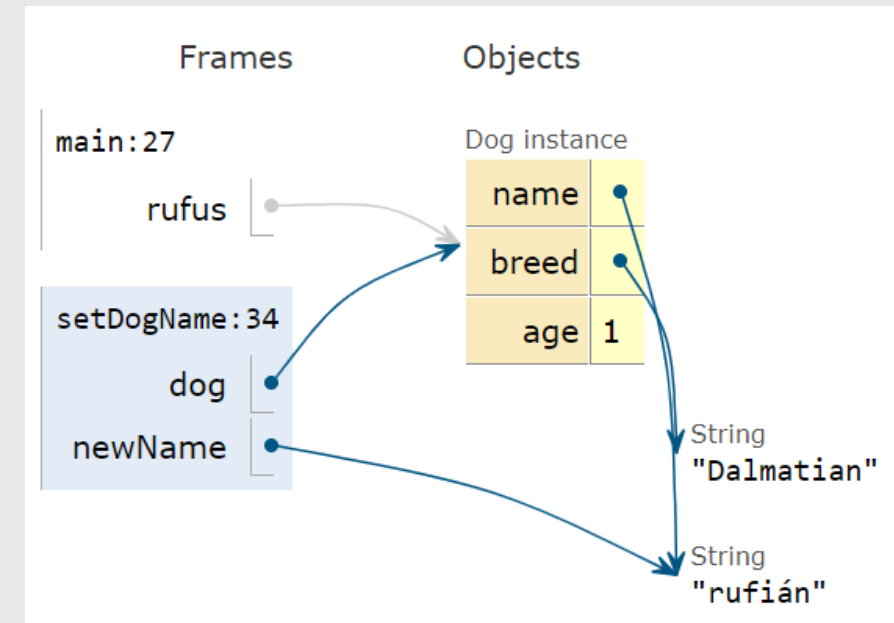 Frames
Objects
main:27
rufus
setDogName:34
dog
newName
Dog instance
name
breed
age 1
String
"Dalmatian"
String
"rufián"